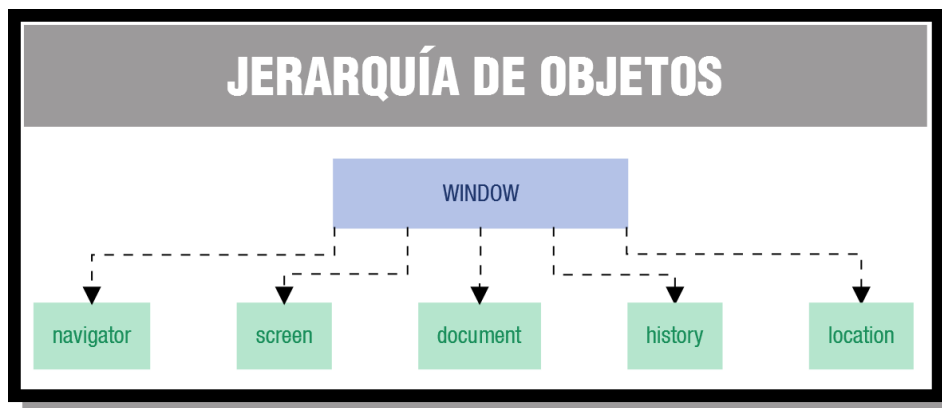 JERARQUÍA DE OBJETOS
WINDOW
navigator
screen
document
history
location